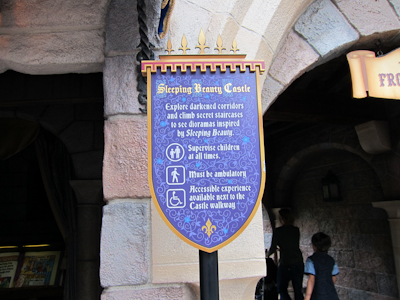 Sleeping Beauty Castle
Explore darkened corridors
and climb secret staircases
to see dioramas inspired
by Sleeping Beauty.
Supervise children
at all times.
Must be ambulatory
Accessible experience
available next to the
Castle walkway
FRO